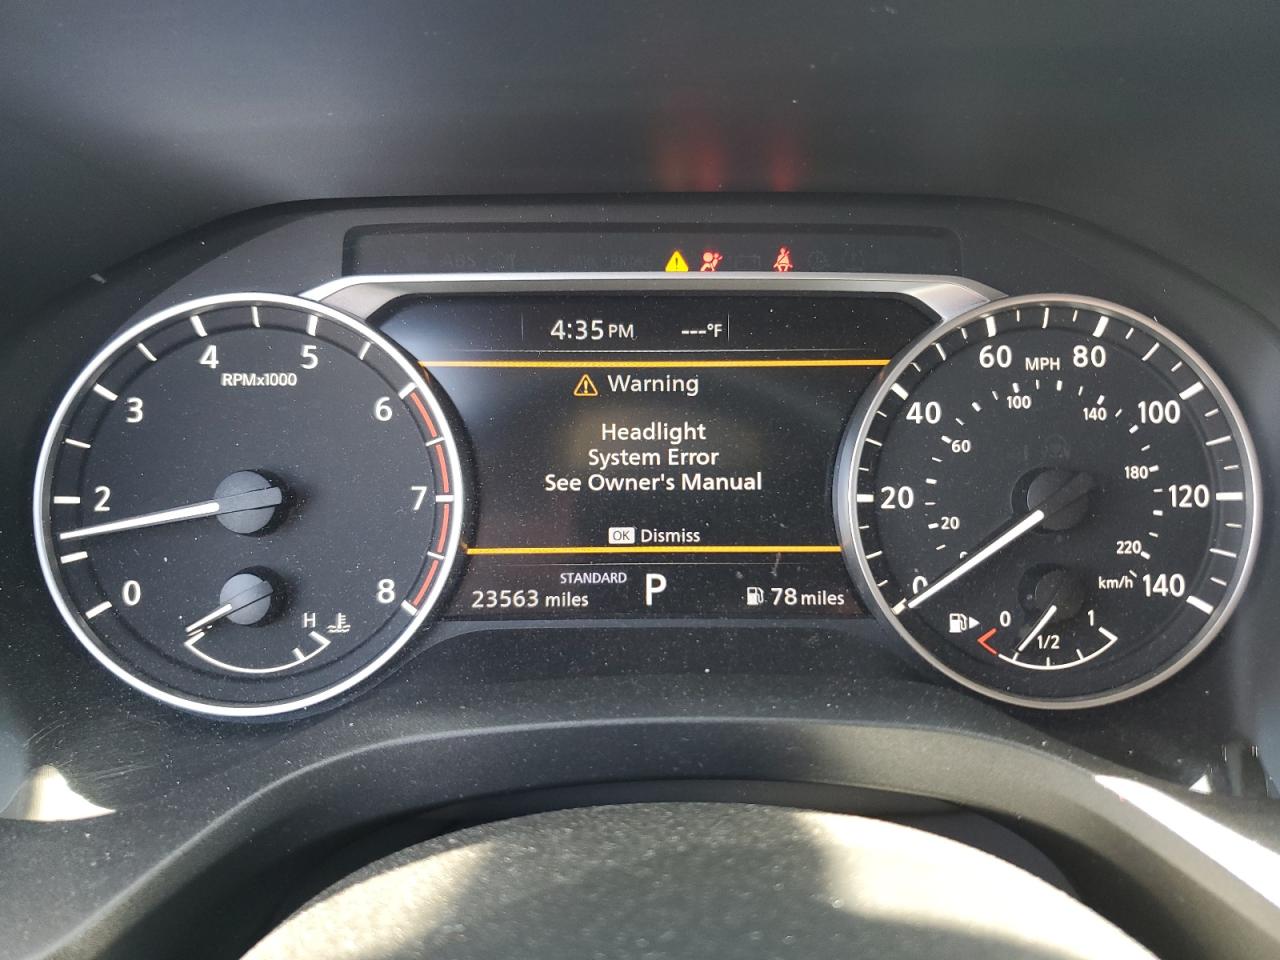 ABS
4:35 PM
---°F
Warning
Headlight
System Error
See Owner's Manual
OK Dismiss
STANDARD
23563 miles
P
78 miles
0
2
3
4
5
6
7
8
RPMx1000
H
0
20
40
60
80
100
120
140
MPH
20
60
100
140
180
220
km/h
0
1/2
1